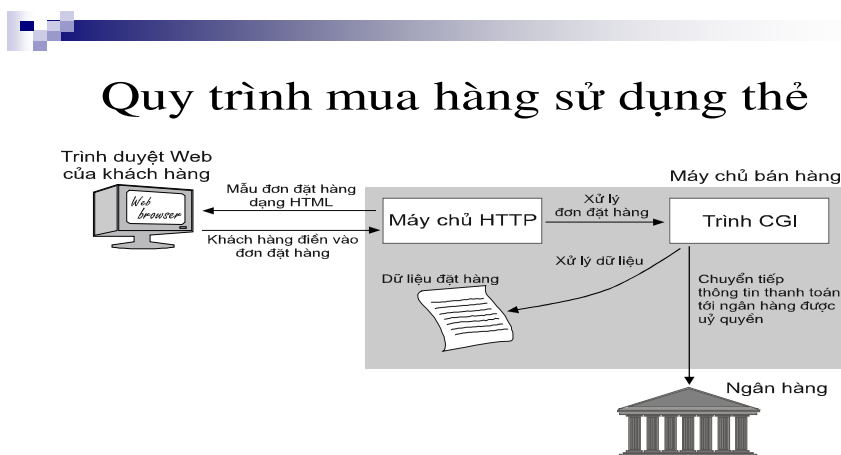 Quy trình mua hàng sử dụng thẻ
Trình duyệt Web
của khách hàng
Web
browser
Mẫu đơn đặt hàng
dạng HTML
Khách hàng điền vào
đơn đặt hàng
Máy chủ bán hàng
Máy chủ HTTP
Xử lý
đơn đặt hàng
Trình CGI
Xử lý dữ liệu
Dữ liệu đặt hàng
Chuyển tiếp
thông tin thanh toán
tới ngân hàng được
uỷ quyền
Ngân hàng